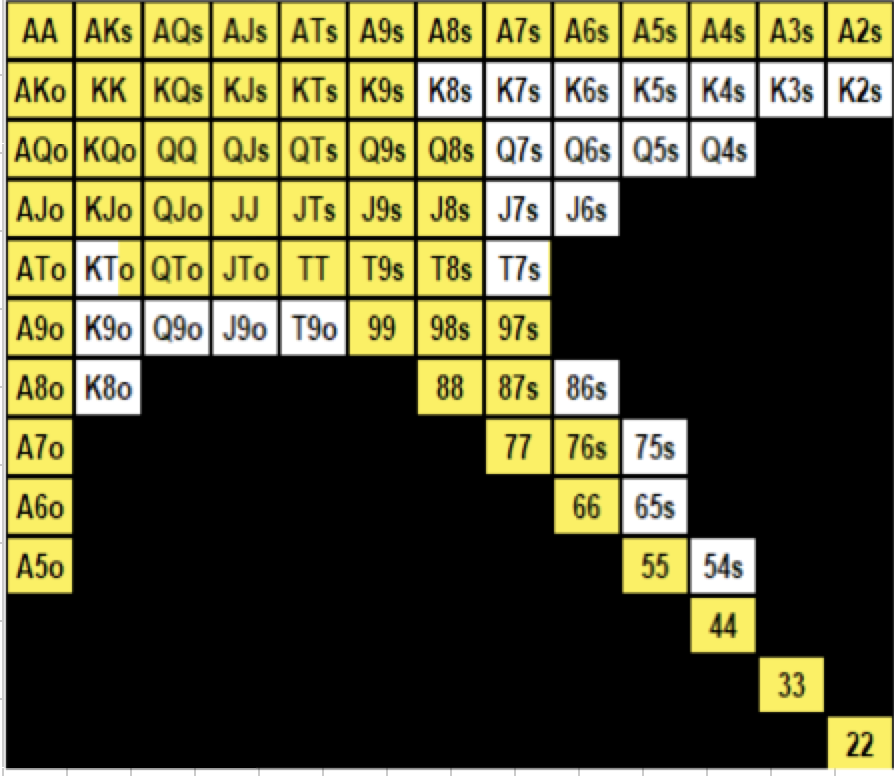 AA AKs AQs AJs ATs A9s A8s A7s A6s A5s A4s A3s A2s
AKo KK KQs KJs KTs K9s K8s K7s K6s K5s K4s K3s K2s
AQo KQo QQ QJs QTs Q9s Q8s Q7s Q6s Q5s Q4s
AJo KJo QJo JJ JTs J9s J8s J7s J6s
ATo KTo QTo JTo TT T9s T8s T7s
A9o K9o Q9o J9o T9o 99 98s 97s
A8o K8o 88 87s 86s
A7o 77 76s 75s
A6o 66 65s
A5o 55 54s
44
33
22